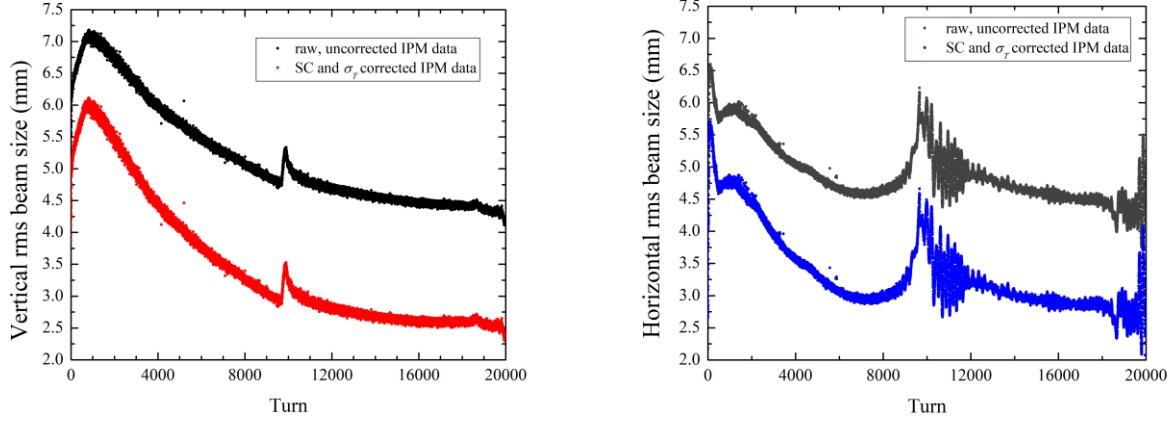 7.5
7.0
6.5
6.0
5.5
5.0
4.5
4.0
3.5
3.0
2.5
2.0
Vertical rms beam size (mm)
raw, uncorrected IPM data
SC and σT corrected IPM data
0 4000 8000 12000 16000 20000
Turn
7.5
7.0
6.5
6.0
5.5
5.0
4.5
4.0
3.5
3.0
2.5
2.0
Horizontal rms beam size (mm)
raw, uncorrected IPM data
SC and σT corrected IPM data
0 4000 8000 12000 16000 20000
Turn